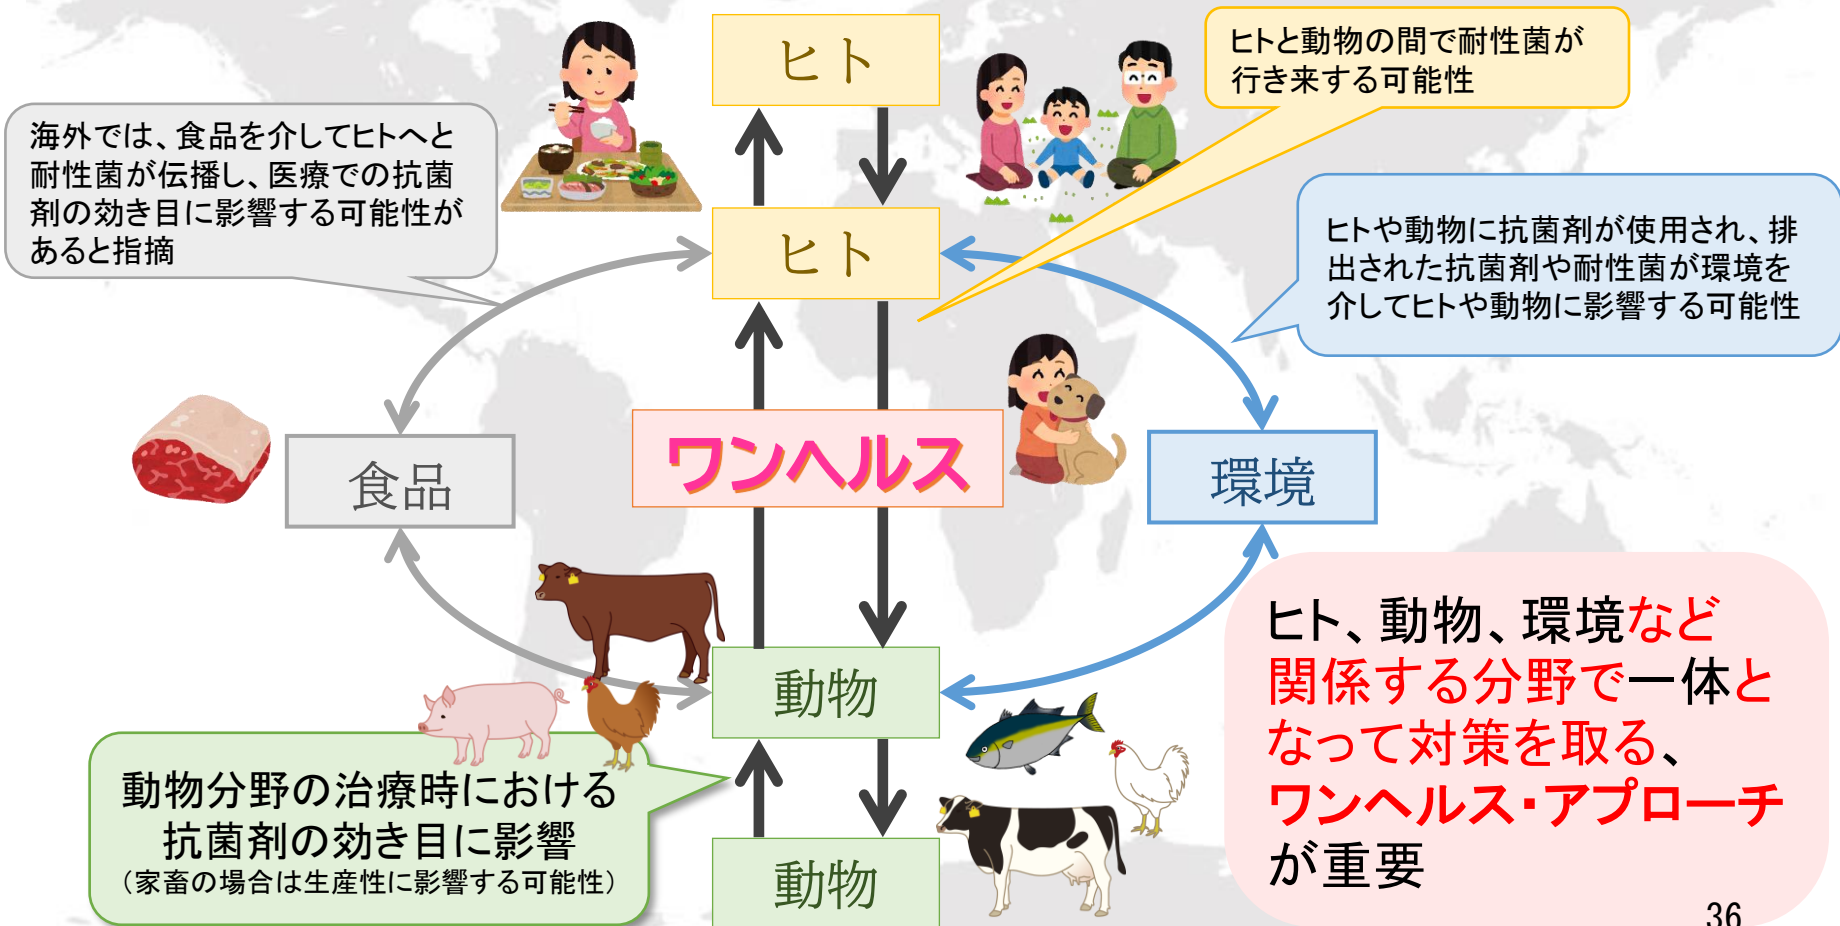 ヒト
ヒトと動物の間で耐性菌が
行き来する可能性
海外では、食品を介してヒトへと
耐性菌が伝播し、医療での抗菌
剤の効き目に影響する可能性が
あると指摘
ヒト
ヒトや動物に抗菌剤が使用され、排
出された抗菌剤や耐性菌が環境を
介してヒトや動物に影響する可能性
食品
ワンヘルス
環境
動物
動物分野の治療時における
抗菌剤の効き目に影響
（家畜の場合は生産性に影響する可能性）
動物
ヒト、動物、環境など
関係する分野で一体と
なって対策を取る、
ワンヘルス・アプローチ
が重要
36